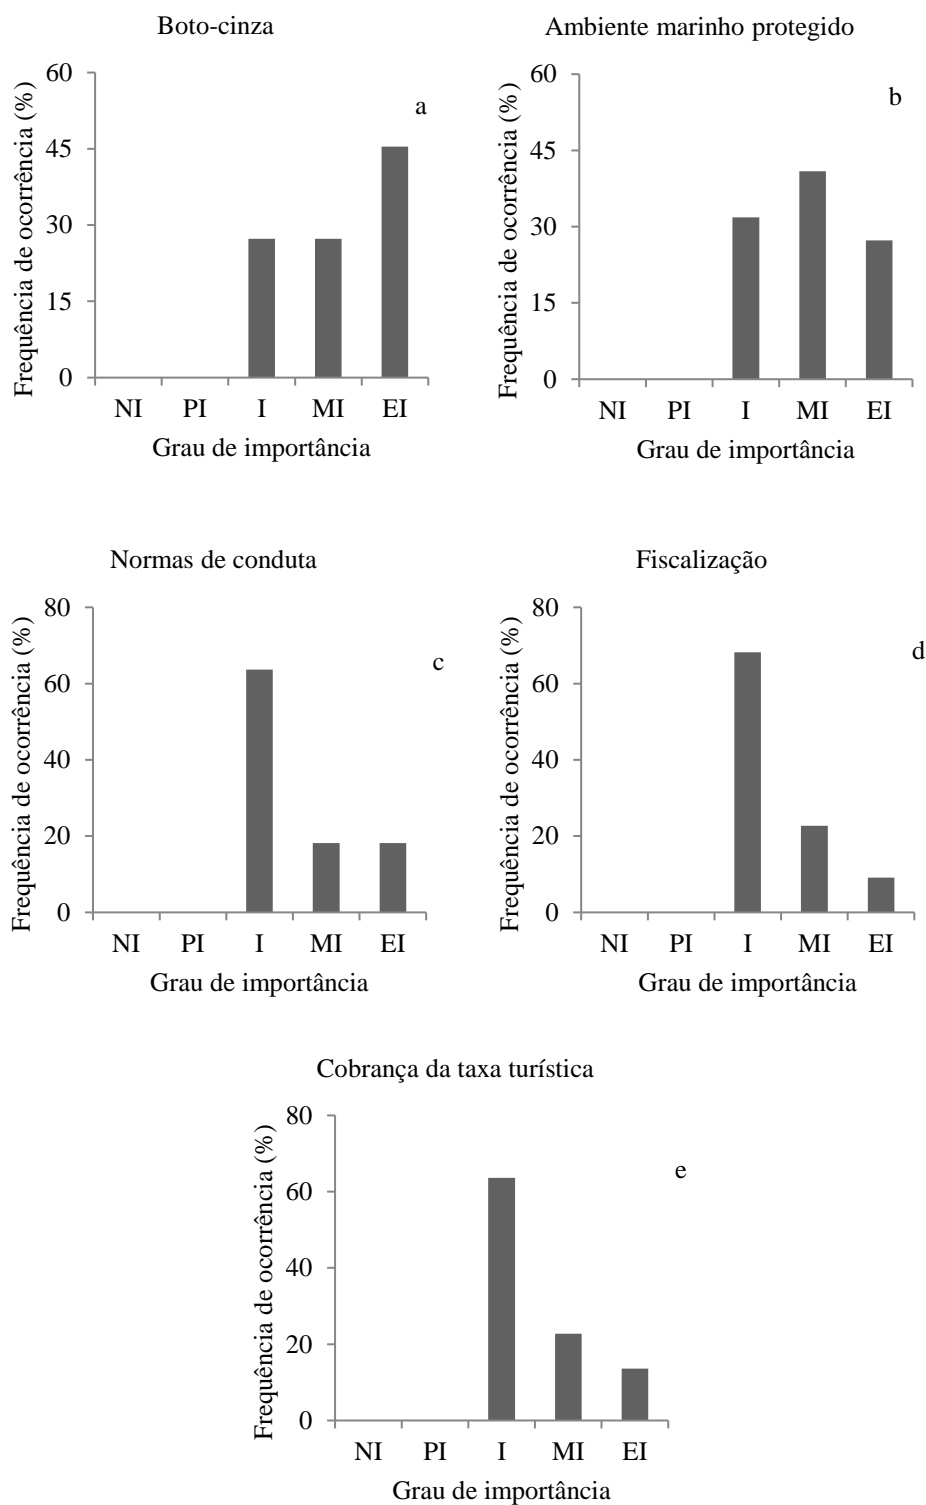 Boto-cinza
Frequência de ocorrência (%)
60
45
30
15
0
a
NI PI I MI EI
Grau de importância
Ambiente marinho protegido
Frequência de ocorrência (%)
60
45
30
15
0
b
NI PI I MI EI
Grau de importância
Normas de conduta
Frequência de ocorrência (%)
80
60
40
20
0
c
NI PI I MI EI
Grau de importância
Fiscalização
Frequência de ocorrência (%)
80
60
40
20
0
d
NI PI I MI EI
Grau de importância
Cobrança da taxa turística
Frequência de ocorrência (%)
80
60
40
20
0
e
NI PI I MI EI
Grau de importância